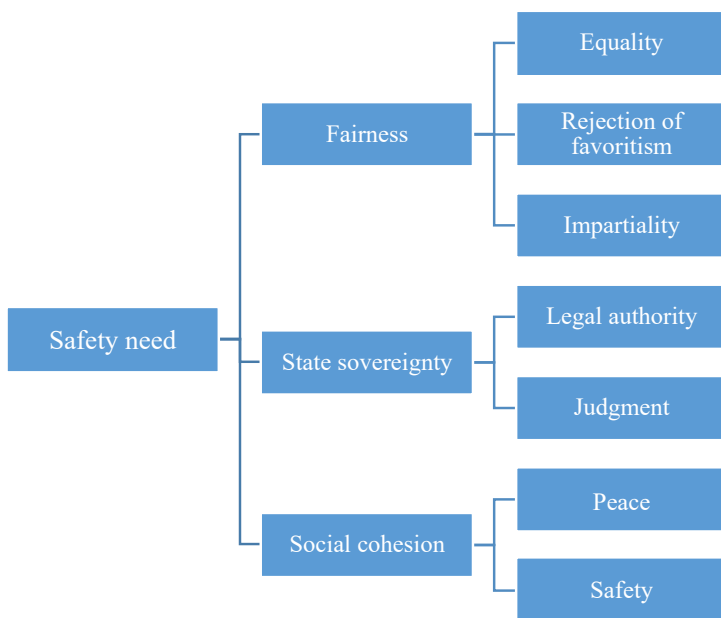 Safety need
Fairness
Equality
Rejection of
favoritism
Impartiality
State sovereignty
Legal authority
Judgment
Social cohesion
Peace
Safety